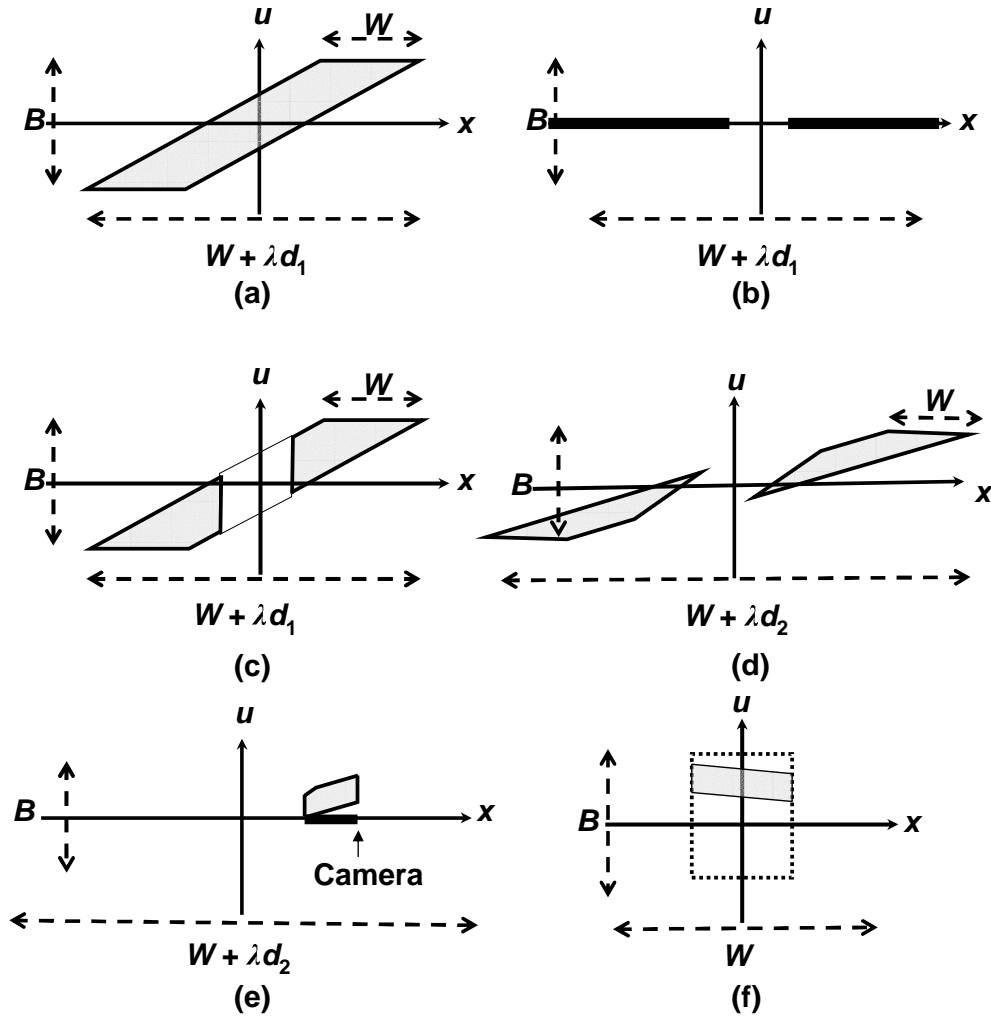 u
W
B
x
W + λd₁
(a)
u
B
x
W + λd₁
(b)
u
W
B
x
W + λd₁
(c)
u
W
B
x
W + λd₂
(d)
u
B
x
Camera
W + λd₂
(e)
u
B
x
W
(f)